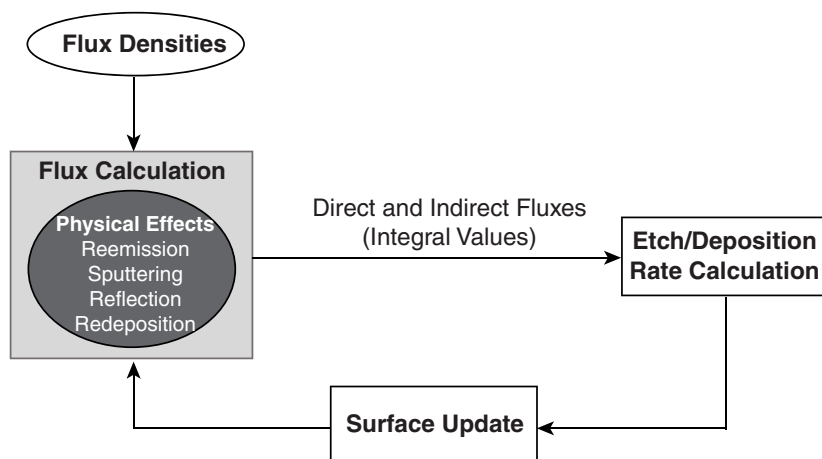 Flux Densities
Flux Calculation
Physical Effects
Reemission
Sputtering
Reflection
Redeposition
Direct and Indirect Fluxes
(Integral Values)
Etch/Deposition
Rate Calculation
Surface Update